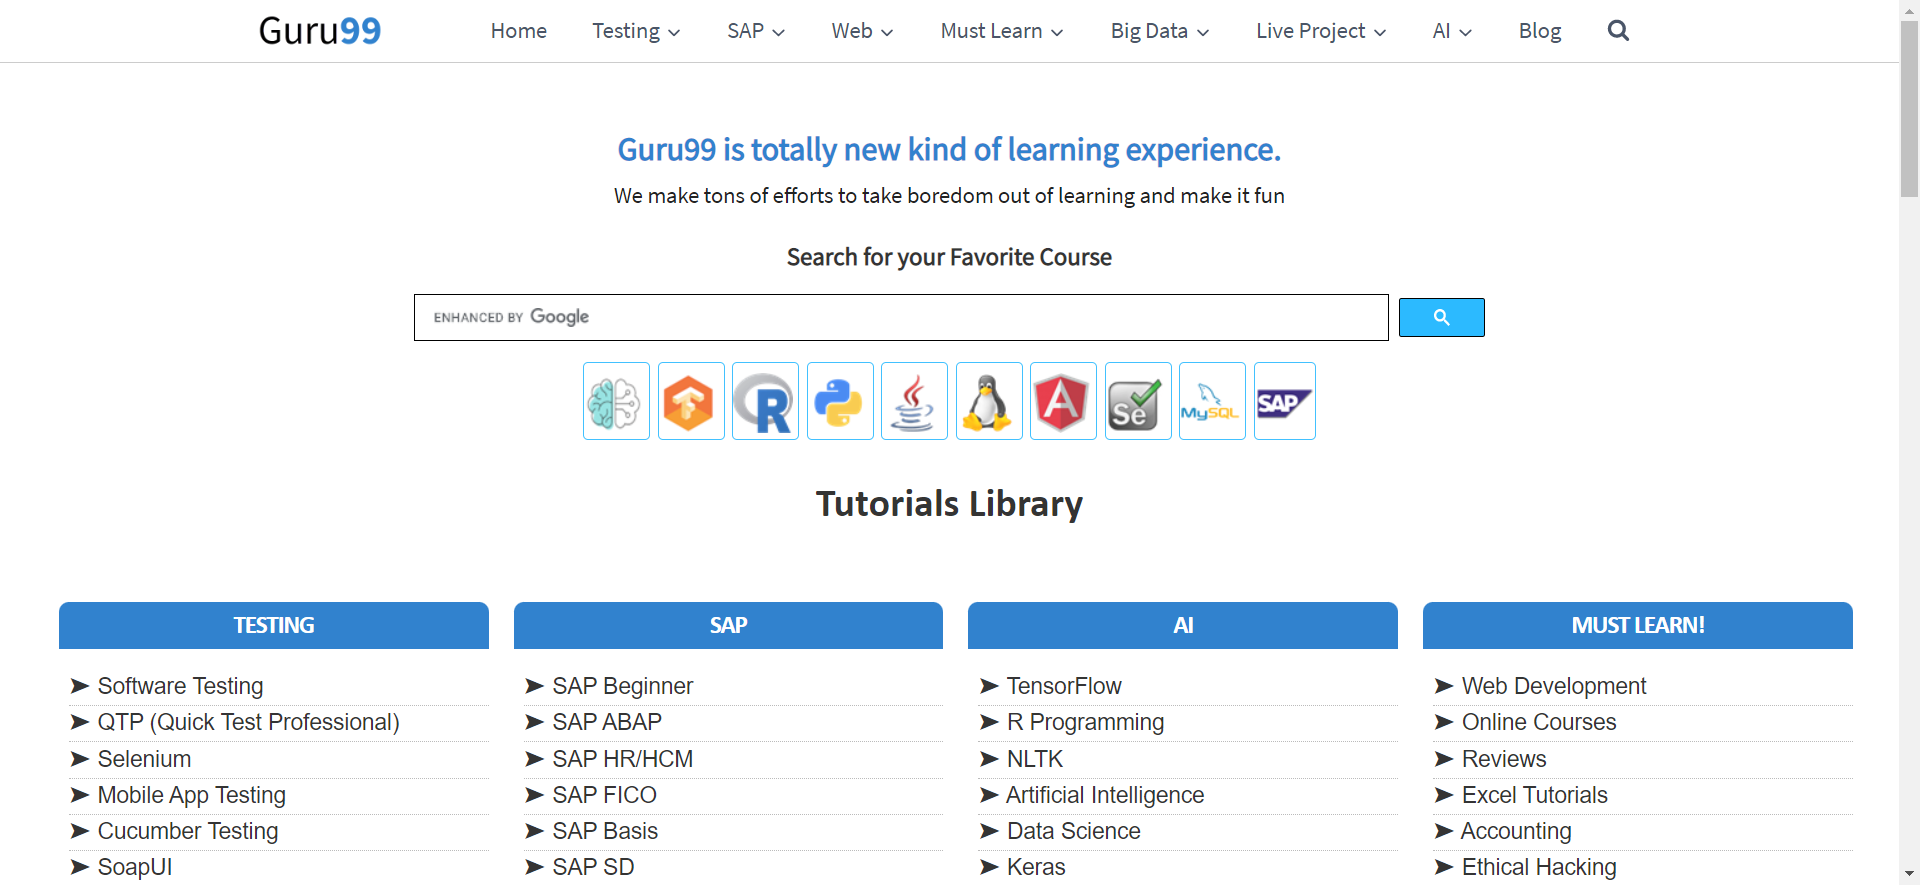 Guru99 Home Testing SAP Web Must Learn Big Data Live Project AI Blog
Guru99 is totally new kind of learning experience.
We make tons of efforts to take boredom out of learning and make it fun
Search for your Favorite Course
ENHANCED BY Google
R Se MySQL SAP
Tutorials Library
TESTING SAP AI MUST LEARN!
➤ Software Testing ➤ SAP Beginner ➤ TensorFlow ➤ Web Development
➤ QTP (Quick Test Professional) ➤ SAP ABAP ➤ R Programming ➤ Online Courses
➤ Selenium ➤ SAP HR/HCM ➤ NLTK ➤ Reviews
➤ Mobile App Testing ➤ SAP FICO ➤ Artificial Intelligence ➤ Excel Tutorials
➤ Cucumber Testing ➤ SAP Basis ➤ Data Science ➤ Accounting
➤ SoapUI ➤ SAP SD ➤ Keras ➤ Ethical Hacking